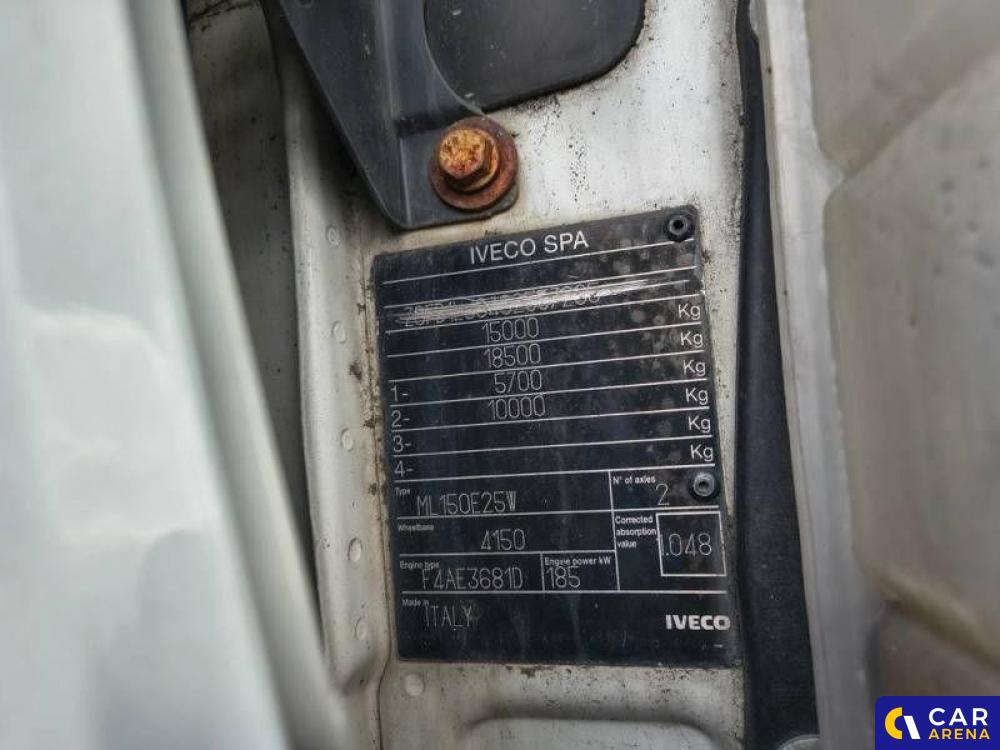 IVECO SPA
15000 Kg
18500 Kg
1- 5700 Kg
2- 10000 Kg
3- Kg
4- Kg
Type ML150E25W N° of axles 2
Wheelbase 4150 Corrected absorption value 1.048
Engine type F4AE3681D Engine power kW 185
Made in ITALY IVECO
CAR ARENA